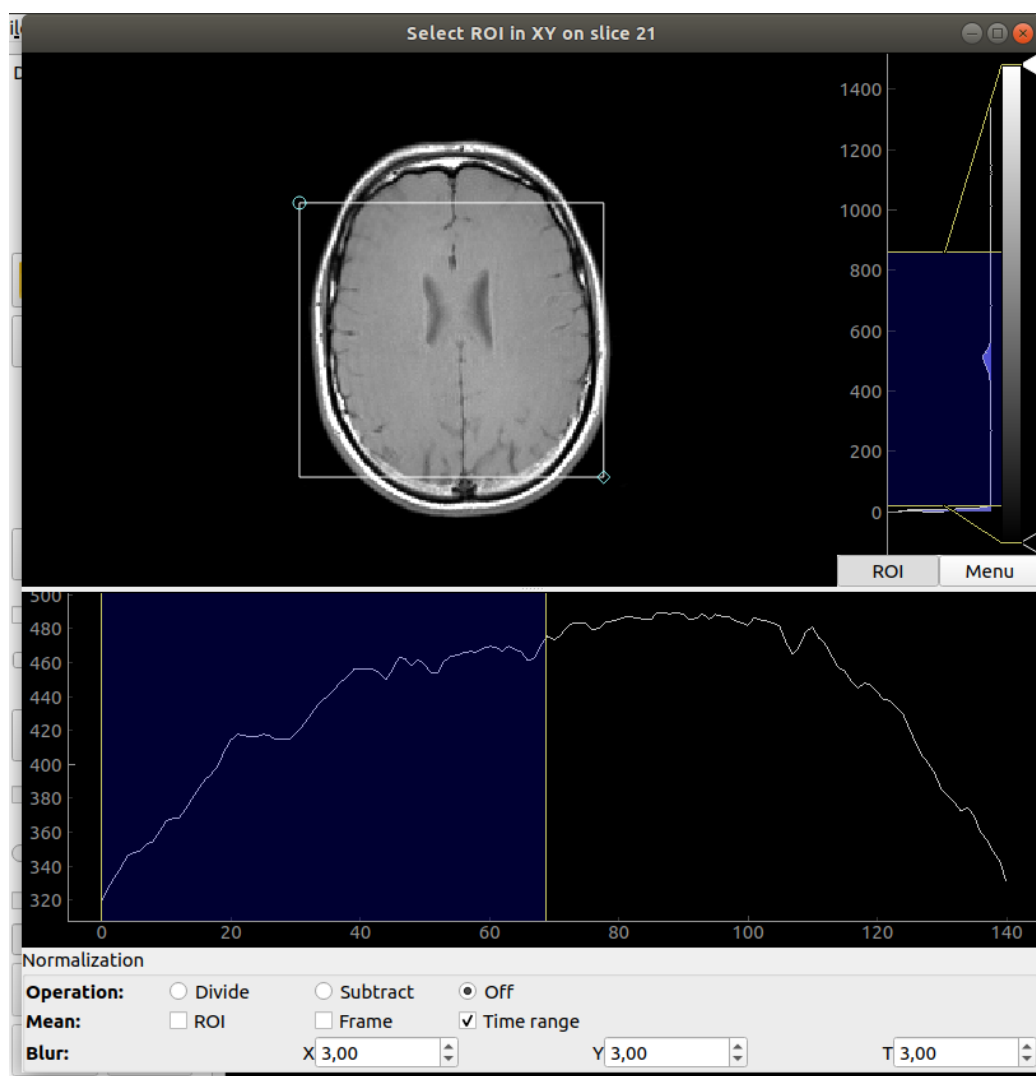 Select ROI in XY on slice 21
1400
1200
1000
800
600
400
200
0
ROI Menu
500
480
460
440
420
400
380
360
340
320
0 20 40 60 80 100 120 140
Normalization
Operation: Divide Subtract Off
Mean: ROI Frame Time range
Blur: X 3,00 Y 3,00 T 3,00